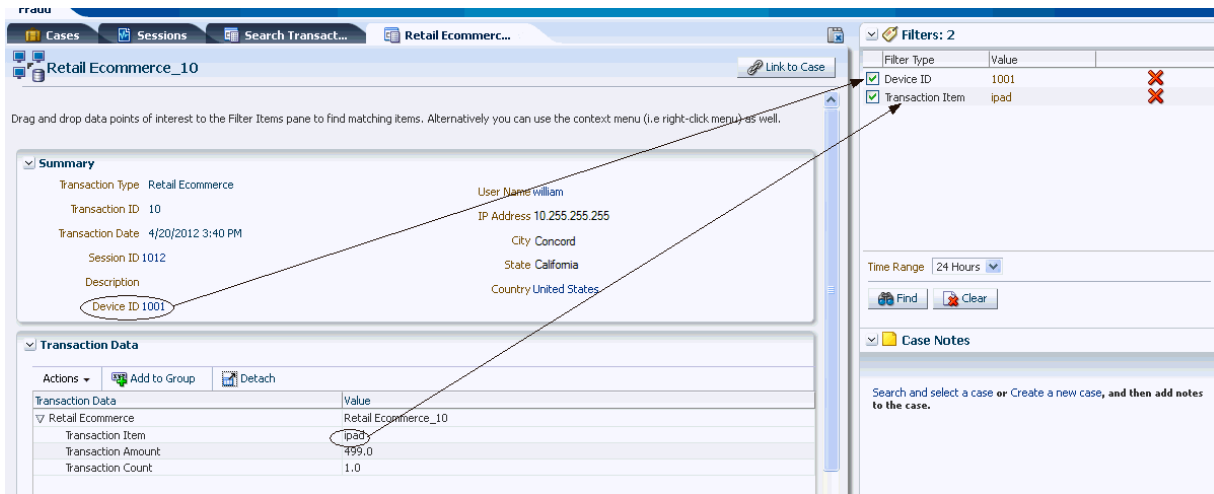 Fraud
Cases Sessions Search Transact... Retail Ecommerc...
Retail Ecommerce_10
Link to Case
Drag and drop data points of interest to the Filter Items pane to find matching items. Alternatively you can use the context menu (i.e right-click menu) as well.
Summary
Transaction Type Retail Ecommerce
Transaction ID 10
Transaction Date 4/20/2012 3:40 PM
Session ID 1012
Description
Device ID 1001
User Name william
IP Address 10.255.255.255
City Concord
State California
Country United States
Transaction Data
Actions Add to Group Detach
Transaction Data Value
Retail Ecommerce Retail Ecommerce_10
Transaction Item ipad
Transaction Amount 499.0
Transaction Count 1.0
Filters: 2
Filter Type Value
Device ID 1001
Transaction Item ipad
Time Range 24 Hours
Find Clear
Case Notes
Search and select a case or Create a new case, and then add notes
to the case.